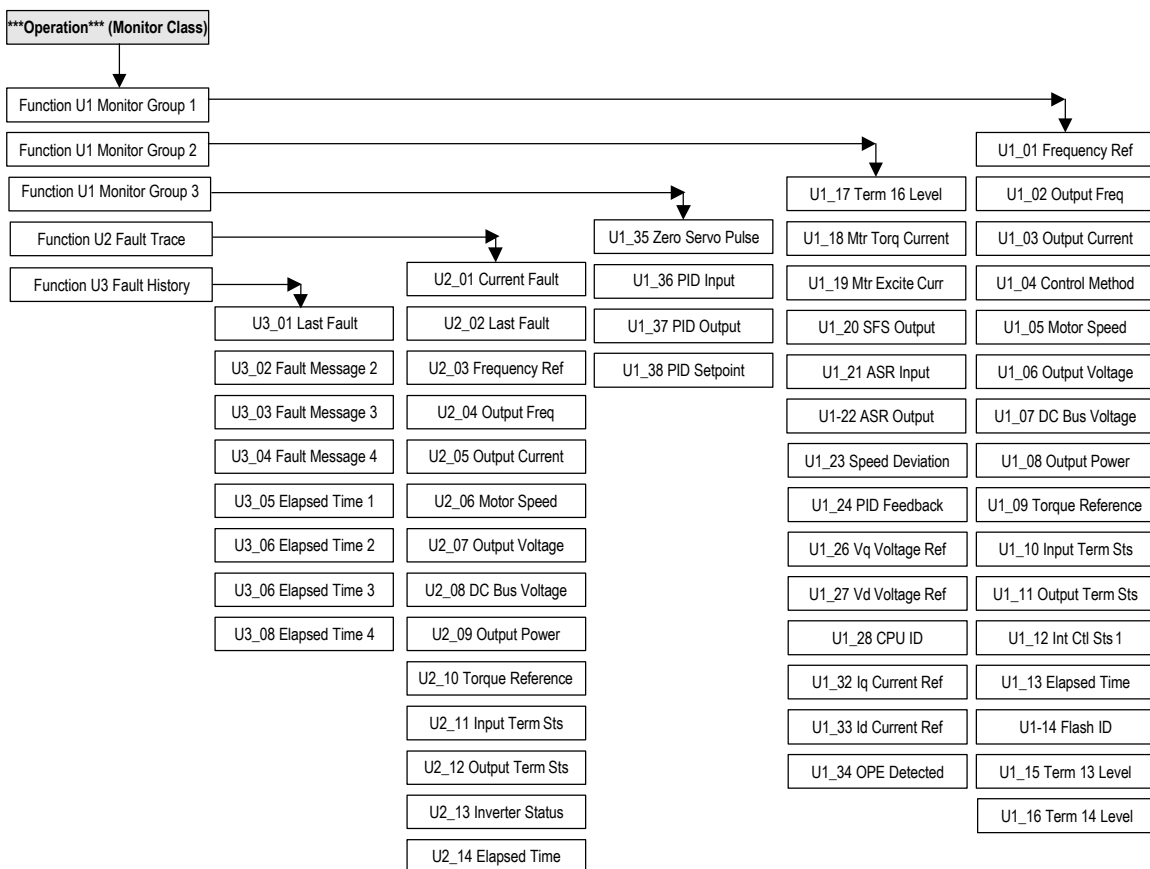 ***Operation*** (Monitor Class)
Function U1 Monitor Group 1
Function U1 Monitor Group 2
Function U1 Monitor Group 3
Function U2 Fault Trace
Function U3 Fault History
U3_01 Last Fault
U3_02 Fault Message 2
U3_03 Fault Message 3
U3_04 Fault Message 4
U3_05 Elapsed Time 1
U3_06 Elapsed Time 2
U3_06 Elapsed Time 3
U3_08 Elapsed Time 4
U2_01 Current Fault
U2_02 Last Fault
U2_03 Frequency Ref
U2_04 Output Freq
U2_05 Output Current
U2_06 Motor Speed
U2_07 Output Voltage
U2_08 DC Bus Voltage
U2_09 Output Power
U2_10 Torque Reference
U2_11 Input Term Sts
U2_12 Output Term Sts
U2_13 Inverter Status
U2_14 Elapsed Time
U1_35 Zero Servo Pulse
U1_36 PID Input
U1_37 PID Output
U1_38 PID Setpoint
U1_17 Term 16 Level
U1_18 Mtr Torq Current
U1_19 Mtr Excite Curr
U1_20 SFS Output
U1_21 ASR Input
U1-22 ASR Output
U1_23 Speed Deviation
U1_24 PID Feedback
U1_26 Vq Voltage Ref
U1_27 Vd Voltage Ref
U1_28 CPU ID
U1_32 Iq Current Ref
U1_33 Id Current Ref
U1_34 OPE Detected
U1_01 Frequency Ref
U1_02 Output Freq
U1_03 Output Current
U1_04 Control Method
U1_05 Motor Speed
U1_06 Output Voltage
U1_07 DC Bus Voltage
U1_08 Output Power
U1_09 Torque Reference
U1_10 Input Term Sts
U1_11 Output Term Sts
U1_12 Int Ctl Sts 1
U1_13 Elapsed Time
U1-14 Flash ID
U1_15 Term 13 Level
U1_16 Term 14 Level